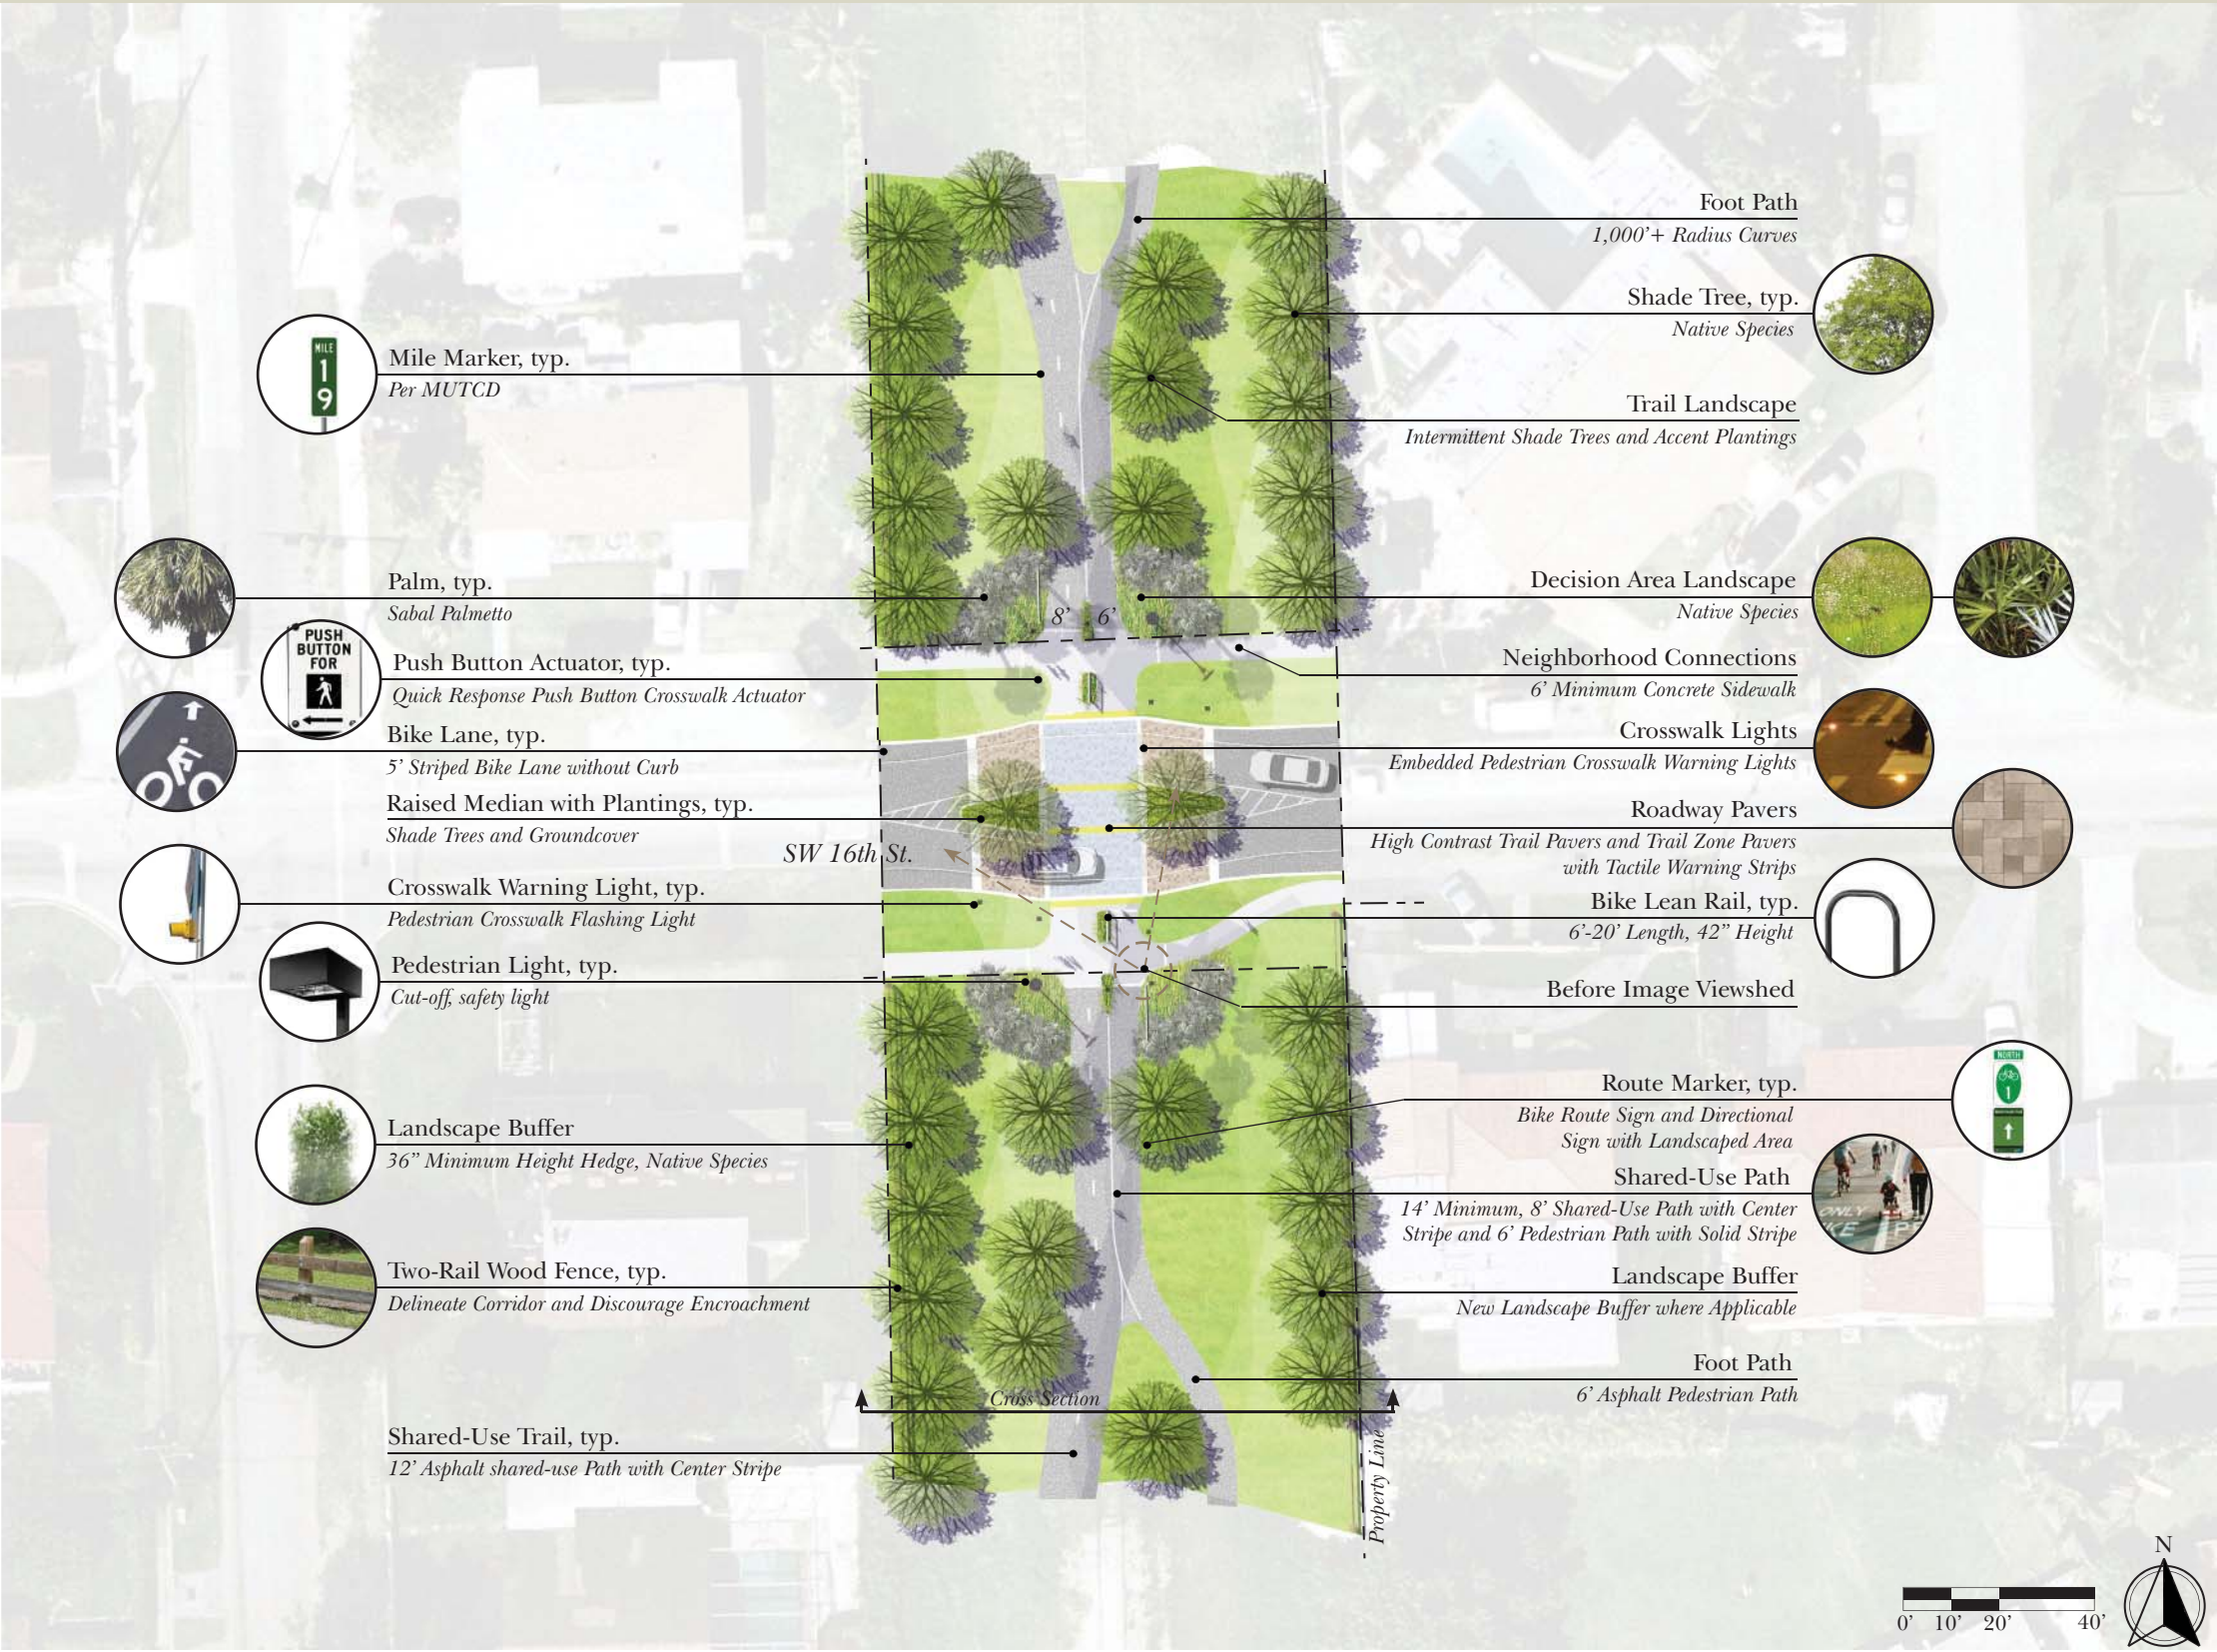 Foot Path
1,000’+ Radius Curves
Shade Tree, typ.
Native Species
MILE
1
9
Mile Marker, typ.
Per MUTCD
Trail Landscape
Intermittent Shade Trees and Accent Plantings
Palm, typ.
Sabal Palmetto
8’ 6’
Decision Area Landscape
Native Species
PUSH
BUTTON
FOR
Push Button Actuator, typ.
Quick Response Push Button Crosswalk Actuator
Neighborhood Connections
6’ Minimum Concrete Sidewalk
Bike Lane, typ.
5’ Striped Bike Lane without Curb
Crosswalk Lights
Embedded Pedestrian Crosswalk Warning Lights
Raised Median with Plantings, typ.
Shade Trees and Groundcover
Roadway Pavers
High Contrast Trail Pavers and Trail Zone Pavers
with Tactile Warning Strips
SW 16th St.
Crosswalk Warning Light, typ.
Pedestrian Crosswalk Flashing Light
Bike Lean Rail, typ.
6’-20’ Length, 42” Height
Pedestrian Light, typ.
Cut-off, safety light
Before Image Viewshed
Route Marker, typ.
Bike Route Sign and Directional
Sign with Landscaped Area
NORTH
1
Landscape Buffer
36” Minimum Height Hedge, Native Species
Shared-Use Path
14’ Minimum, 8’ Shared-Use Path with Center
Stripe and 6’ Pedestrian Path with Solid Stripe
ONLY
Two-Rail Wood Fence, typ.
Delineate Corridor and Discourage Encroachment
Landscape Buffer
New Landscape Buffer where Applicable
Foot Path
6’ Asphalt Pedestrian Path
Cross Section
Shared-Use Trail, typ.
12’ Asphalt shared-use Path with Center Stripe
Property Line
N
0’ 10’ 20’ 40’